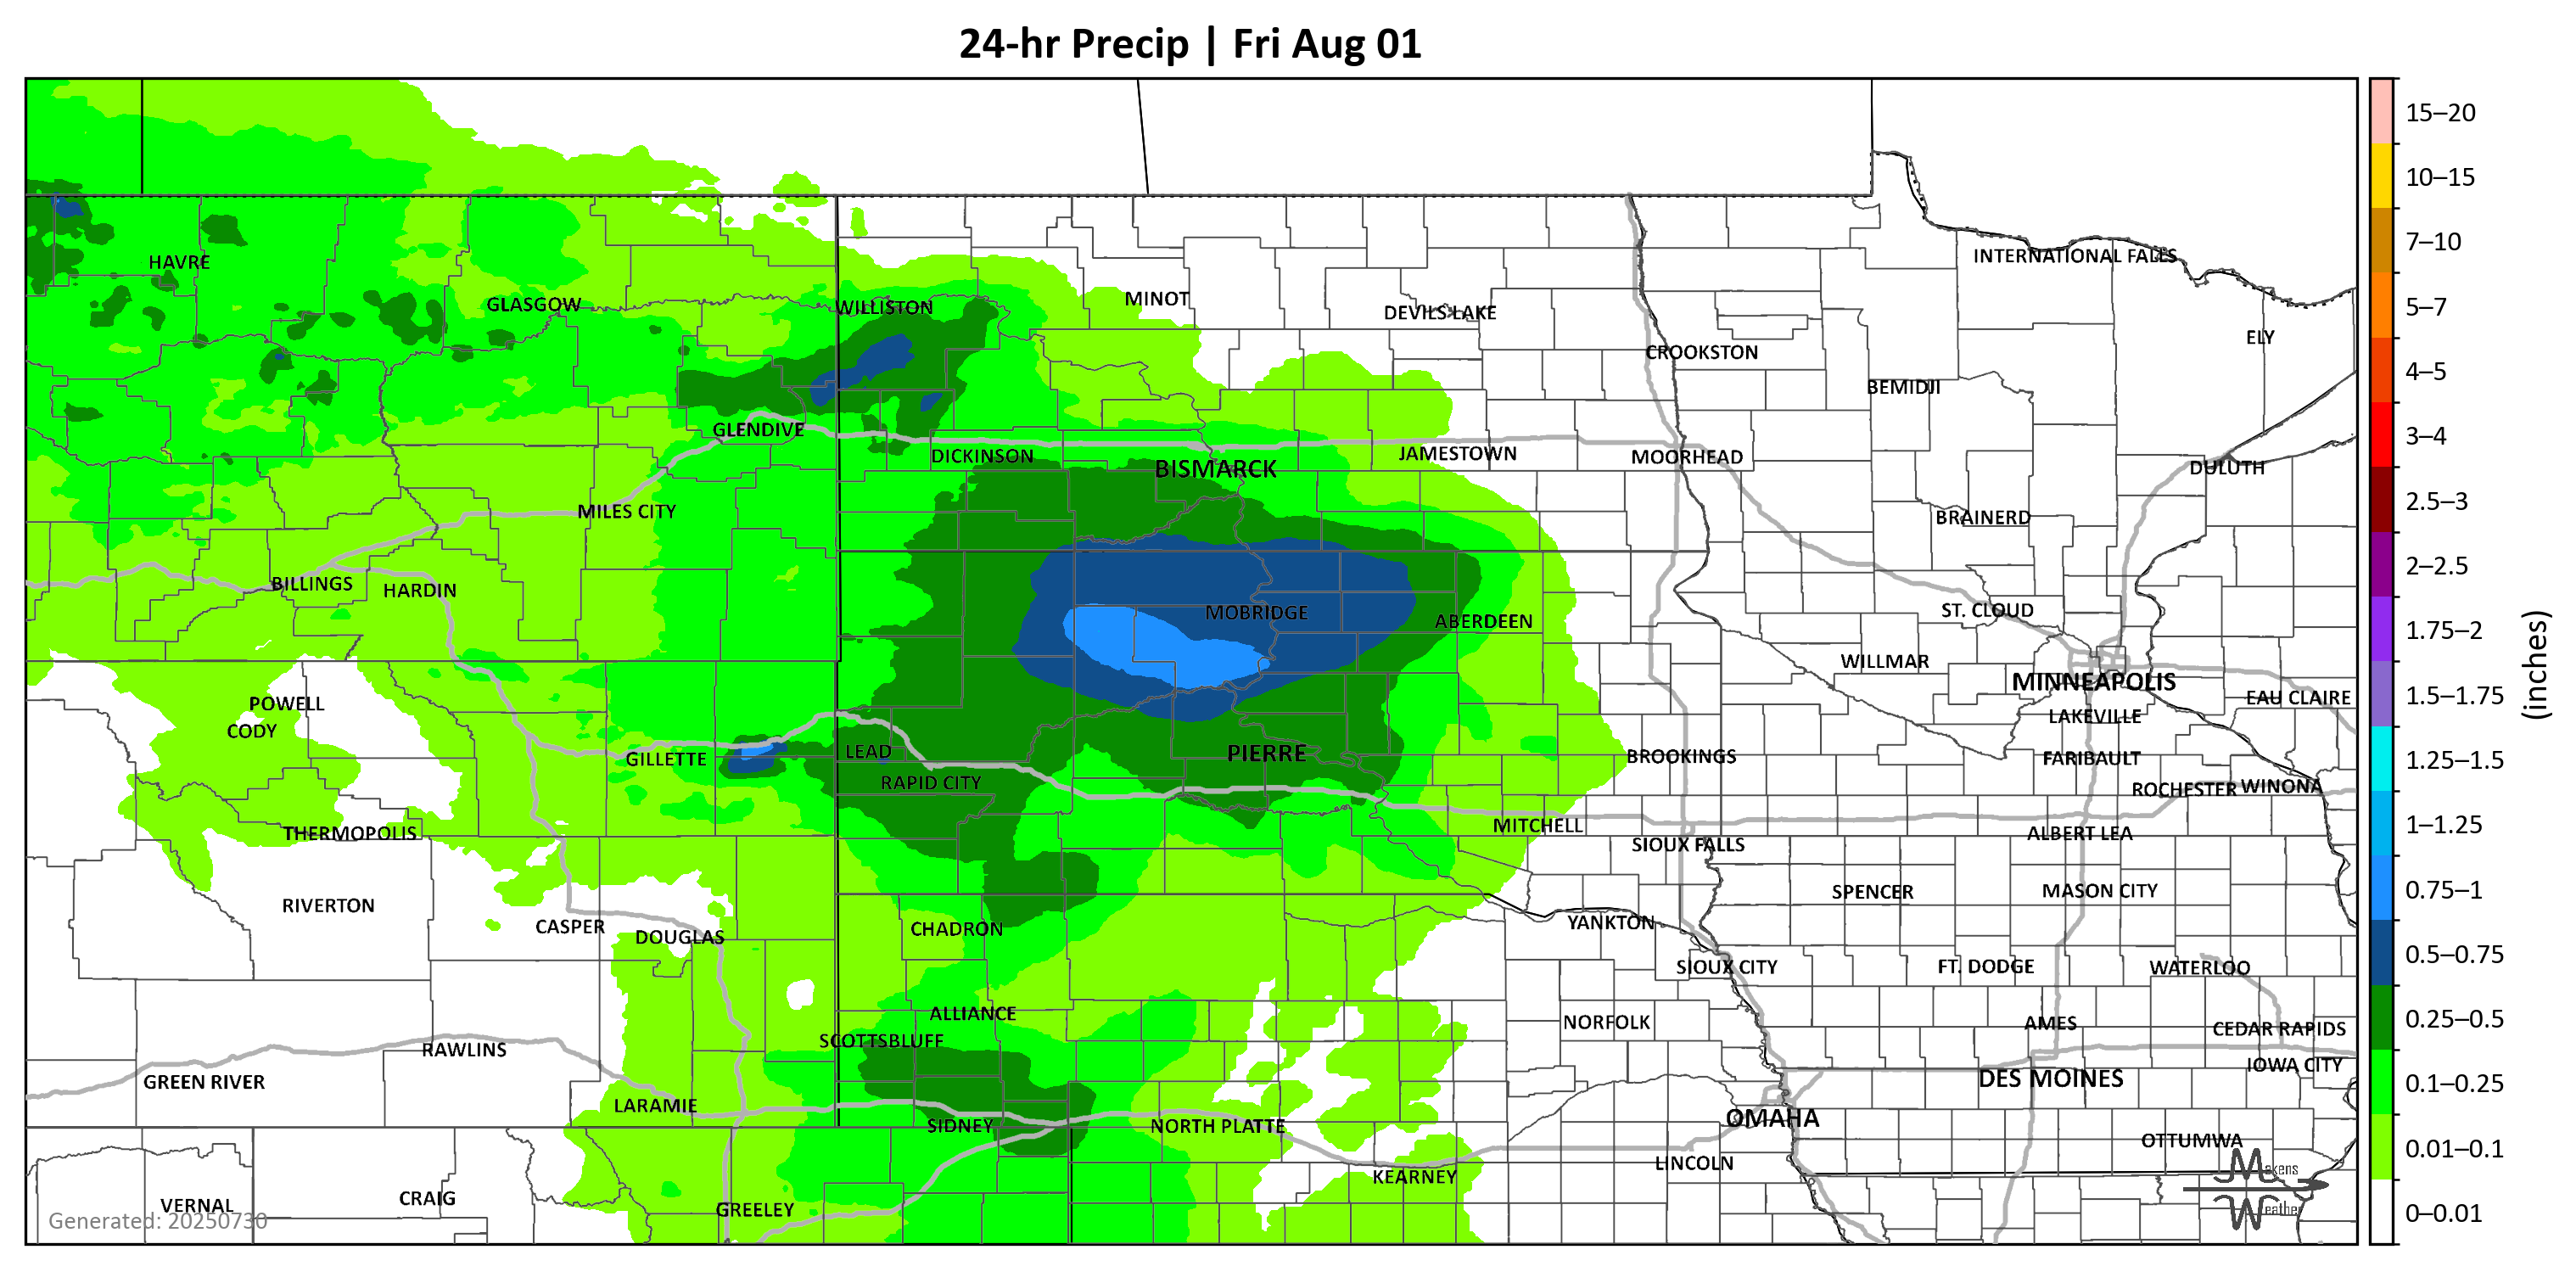 24-hr Precip | Fri Aug 01
15–20
10–15
7–10
5–7
4–5
3–4
2.5–3
2–2.5
1.75–2
1.5–1.75
1.25–1.5
1–1.25
0.75–1
0.5–0.75
0.25–0.5
0.1–0.25
0.01–0.1
0–0.01
(inches)
INTERNATIONAL FALLS
HAVRE
GLASGOW
WILLISTON
MINOT
DEVILS LAKE
ELY
CROOKSTON
BEMIDJI
GLENDIVE
DICKINSON
BISMARCK
JAMESTOWN
MOORHEAD
DULUTH
MILES CITY
BRAINERD
BILLINGS
HARDIN
MOBRIDGE
ABERDEEN
ST. CLOUD
WILLMAR
MINNEAPOLIS
EAU CLAIRE
POWELL
LAKEVILLE
CODY
GILLETTE
LEAD
PIERRE
BROOKINGS
FARIBAULT
RAPID CITY
ROCHESTER
WINONA
THERMOPOLIS
MITCHELL
ALBERT LEA
SIOUX FALLS
RIVERTON
SPENCER
MASON CITY
CASPER
DOUGLAS
CHADRON
YANKTON
SIOUX CITY
FT. DODGE
WATERLOO
ALLIANCE
NORFOLK
AMES
CEDAR RAPIDS
SCOTTSBLUFF
RAWLINS
IOWA CITY
GREEN RIVER
DES MOINES
LARAMIE
SIDNEY
NORTH PLATTE
OMAHA
OTTUMWA
LINCOLN
KEARNEY
VERNAL
CRAIG
GREELEY
Generated: 20250730
Makens
Weather